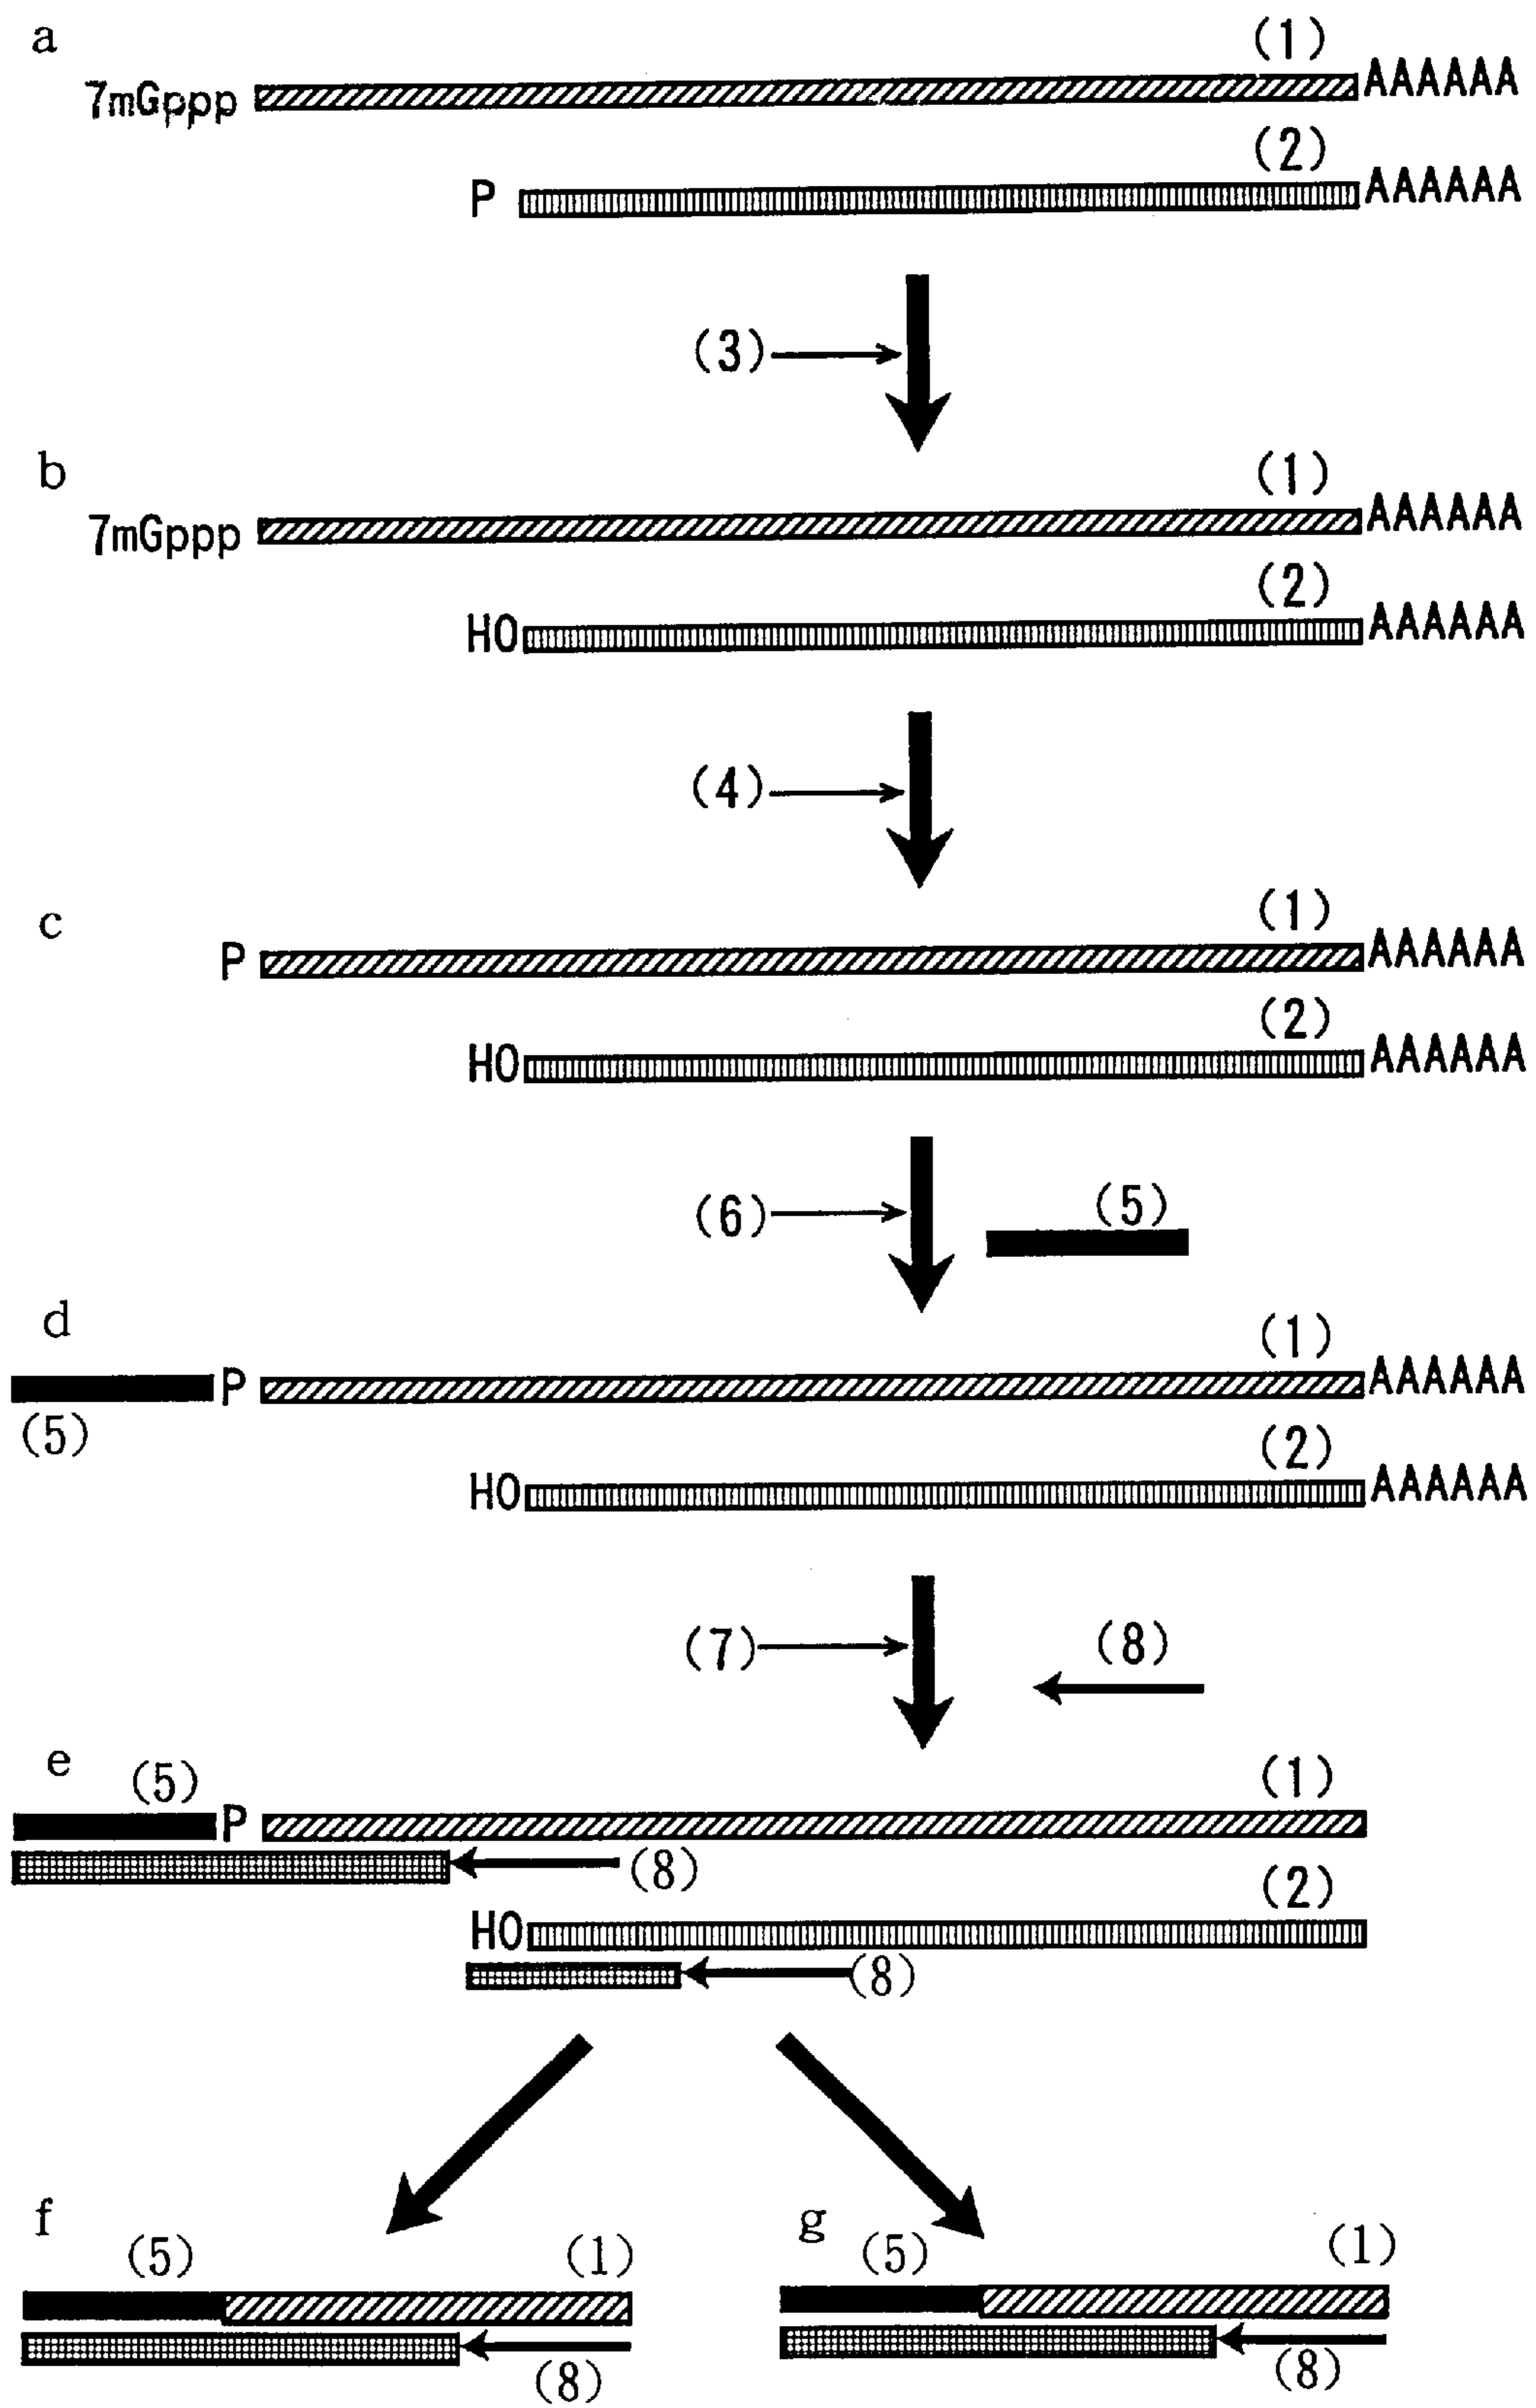 a
(1)
7mGppp AAAAAA
(2)
P AAAAAA
(3)
b
(1)
7mGppp AAAAAA
(2)
HO AAAAAA
(4)
c
(1)
P AAAAAA
(2)
HO AAAAAA
(6) (5)
d
(1)
P AAAAAA
(5)
(2)
HO AAAAAA
(7) (8)
e
(5) (1)
P
(8)
(2)
HO
(8)
f g
(5) (1) (5) (1)
(8) (8)